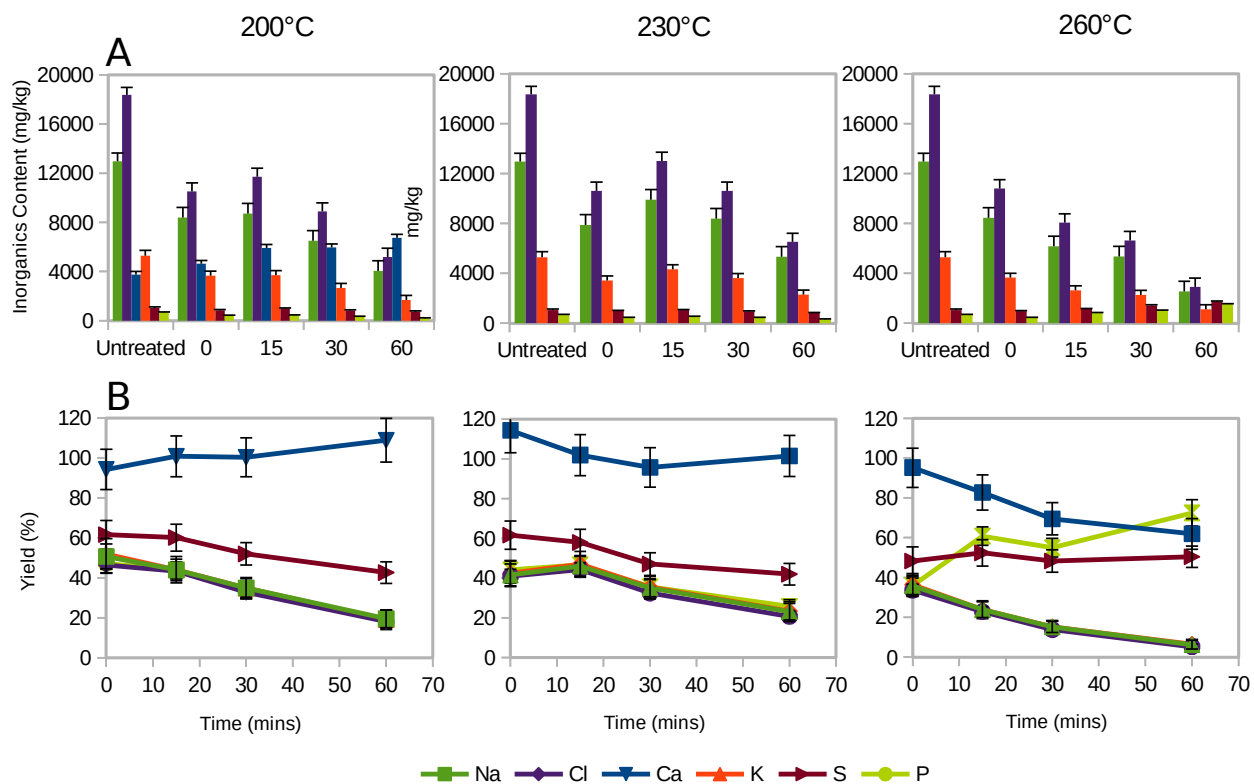 200°C 230°C 260°C
A
Inorganics Content (mg/kg)
20000
16000
12000
8000
4000
0
Untreated 0 15 30 60
mg/kg
20000
16000
12000
8000
4000
0
Untreated 0 15 30 60
20000
16000
12000
8000
4000
0
Untreated 0 15 30 60
B
Yield (%)
120
100
80
60
40
20
0
0 10 20 30 40 50 60 70
Time (mins)
120
100
80
60
40
20
0
0 10 20 30 40 50 60 70
Time (mins)
120
100
80
60
40
20
0
0 10 20 30 40 50 60 70
Time (mins)
Na Cl Ca K S P